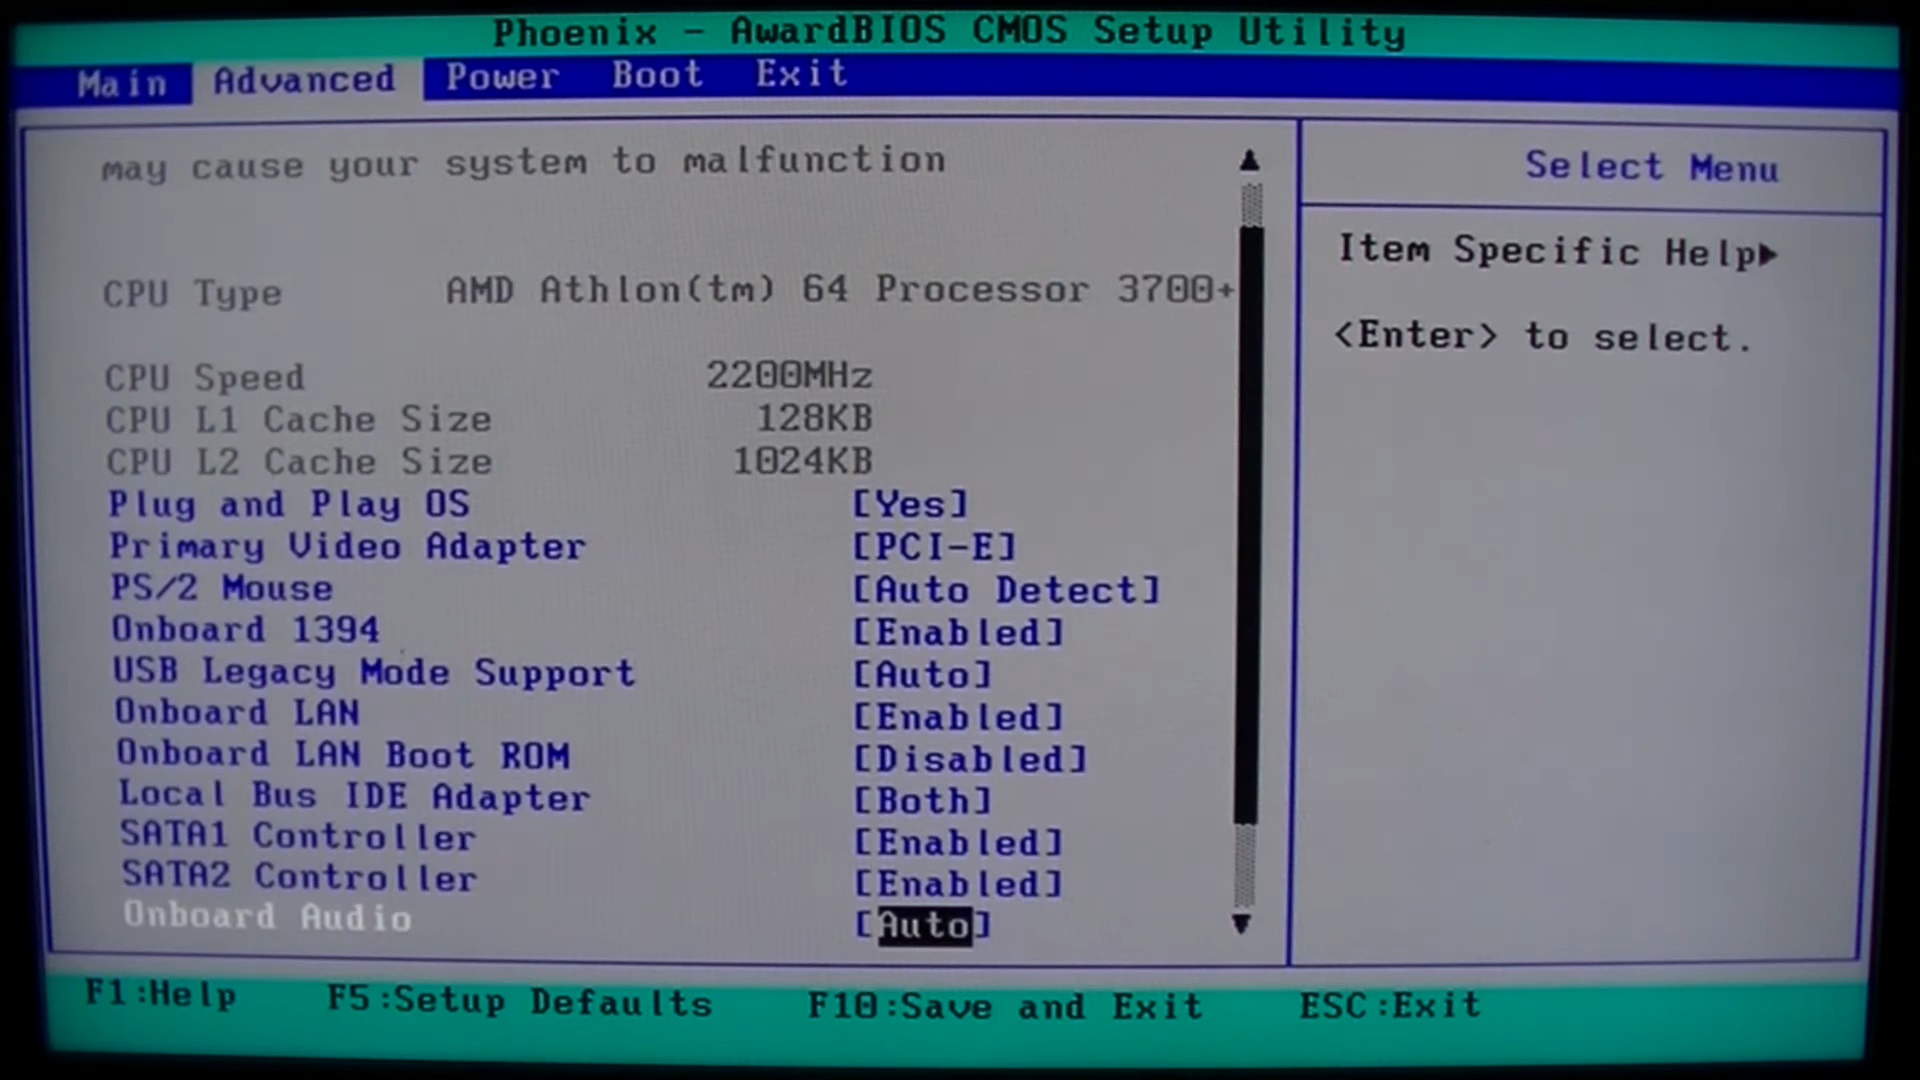 Phoenix - AwardBIOS CMOS Setup Utility
Main Advanced Power Boot Exit
may cause your system to malfunction
CPU Type AMD Athlon(tm) 64 Processor 3700+
CPU Speed 2200MHz
CPU L1 Cache Size 128KB
CPU L2 Cache Size 1024KB
Plug and Play OS [Yes]
Primary Video Adapter [PCI-E]
PS/2 Mouse [Auto Detect]
Onboard 1394 [Enabled]
USB Legacy Mode Support [Auto]
Onboard LAN [Enabled]
Onboard LAN Boot ROM [Disabled]
Local Bus IDE Adapter [Both]
SATA1 Controller [Enabled]
SATA2 Controller [Enabled]
Onboard Audio [Auto]
Select Menu
Item Specific Help▶
<Enter> to select.
F1:Help F5:Setup Defaults F10:Save and Exit ESC:Exit